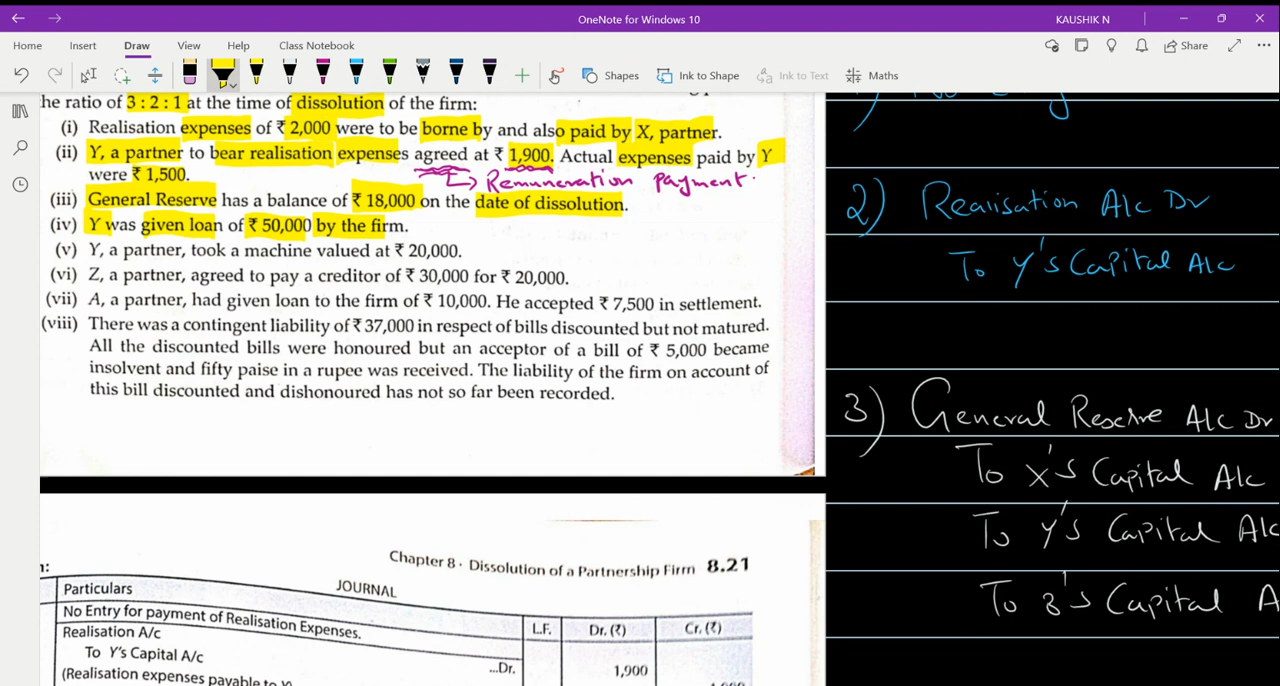 OneNote for Windows 10
KAUSHIK N
Home Insert Draw View Help Class Notebook
Share
Shapes Ink to Shape Ink to Text Maths
he ratio of 3 : 2 : 1 at the time of dissolution of the firm:
(i) Realisation expenses of ₹ 2,000 were to be borne by and also paid by X, partner.
(ii) Y, a partner to bear realisation expenses agreed at ₹ 1,900. Actual expenses paid by Y
were ₹ 1,500.
Remuneration payment.
(iii) General Reserve has a balance of ₹ 18,000 on the date of dissolution.
(iv) Y was given loan of ₹ 50,000 by the firm.
(v) Y, a partner, took a machine valued at ₹ 20,000.
(vi) Z, a partner, agreed to pay a creditor of ₹ 30,000 for ₹ 20,000.
(vii) A, a partner, had given loan to the firm of ₹ 10,000. He accepted ₹ 7,500 in settlement.
(viii) There was a contingent liability of ₹ 37,000 in respect of bills discounted but not matured.
All the discounted bills were honoured but an acceptor of a bill of ₹ 5,000 became
insolvent and fifty paise in a rupee was received. The liability of the firm on account of
this bill discounted and dishonoured has not so far been recorded.
Chapter 8 · Dissolution of a Partnership Firm 8.21
n:
JOURNAL
Particulars L.F. Dr. (₹) Cr. (₹)
No Entry for payment of Realisation Expenses.
Realisation A/c ...Dr. 1,900
To Y's Capital A/c
(Realisation expenses payable to Y)
2) Realisation A/c Dr
To Y's Capital A/c
3) General Reserve A/c Dr
To X's Capital A/c
To Y's Capital A/c
To Z's Capital A